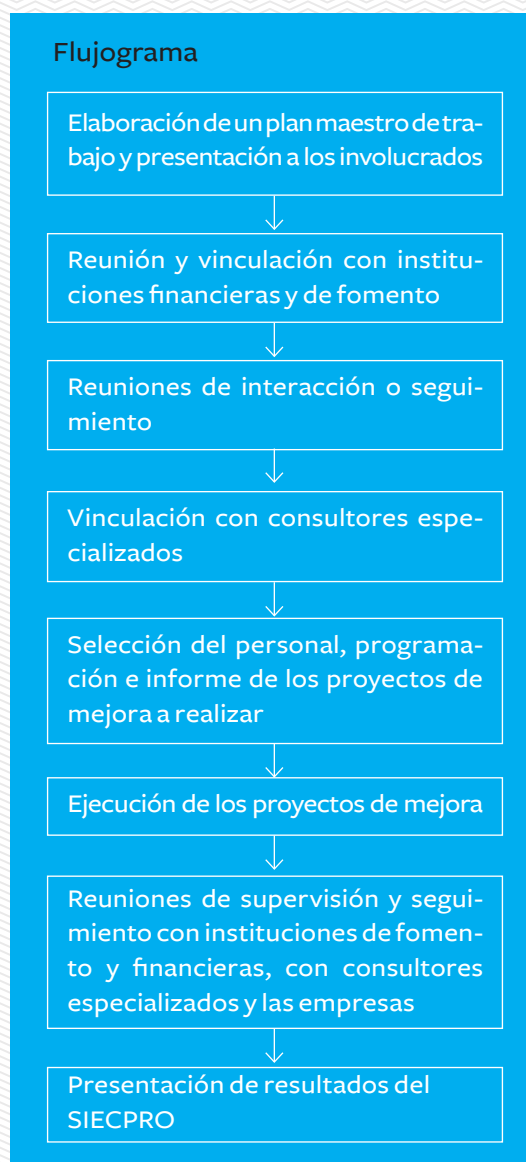 Flujograma
Elaboración de un plan maestro de tra-
bajo y presentación a los involucrados
Reunión y vinculación con institu-
ciones financieras y de fomento
Reuniones de interacción o segui-
miento
Vinculación con consultores espe-
cializados
Selección del personal, programa-
ción e informe de los proyectos de
mejora a realizar
Ejecución de los proyectos de mejora
Reuniones de supervisión y segui-
miento con instituciones de fomen-
to y financieras, con consultores
especializados y las empresas
Presentación de resultados del
SIECPRO